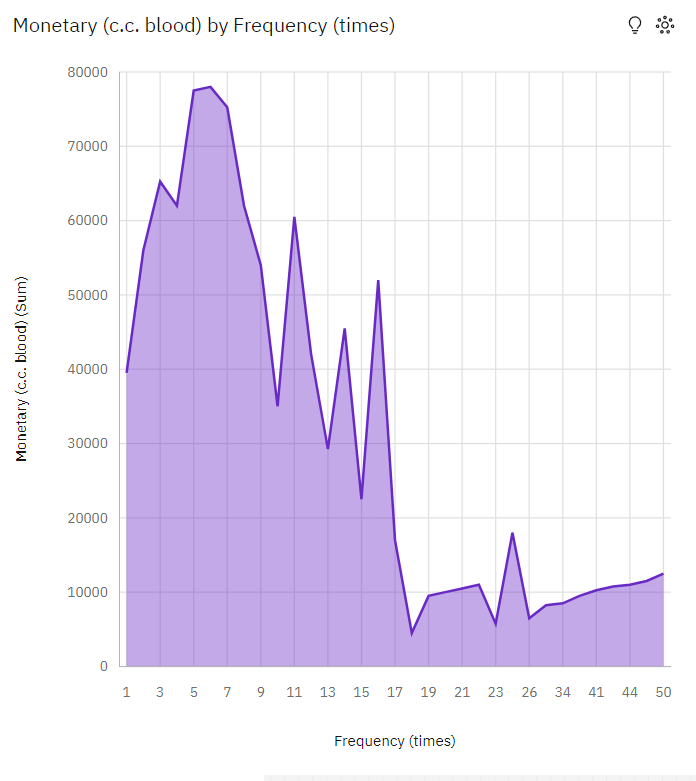 Monetary (c.c. blood) by Frequency (times)
80000
70000
60000
50000
40000
30000
20000
10000
0
Monetary (c.c. blood) (Sum)
1 3 5 7 9 11 13 15 17 19 21 23 26 34 41 44 50
Frequency (times)